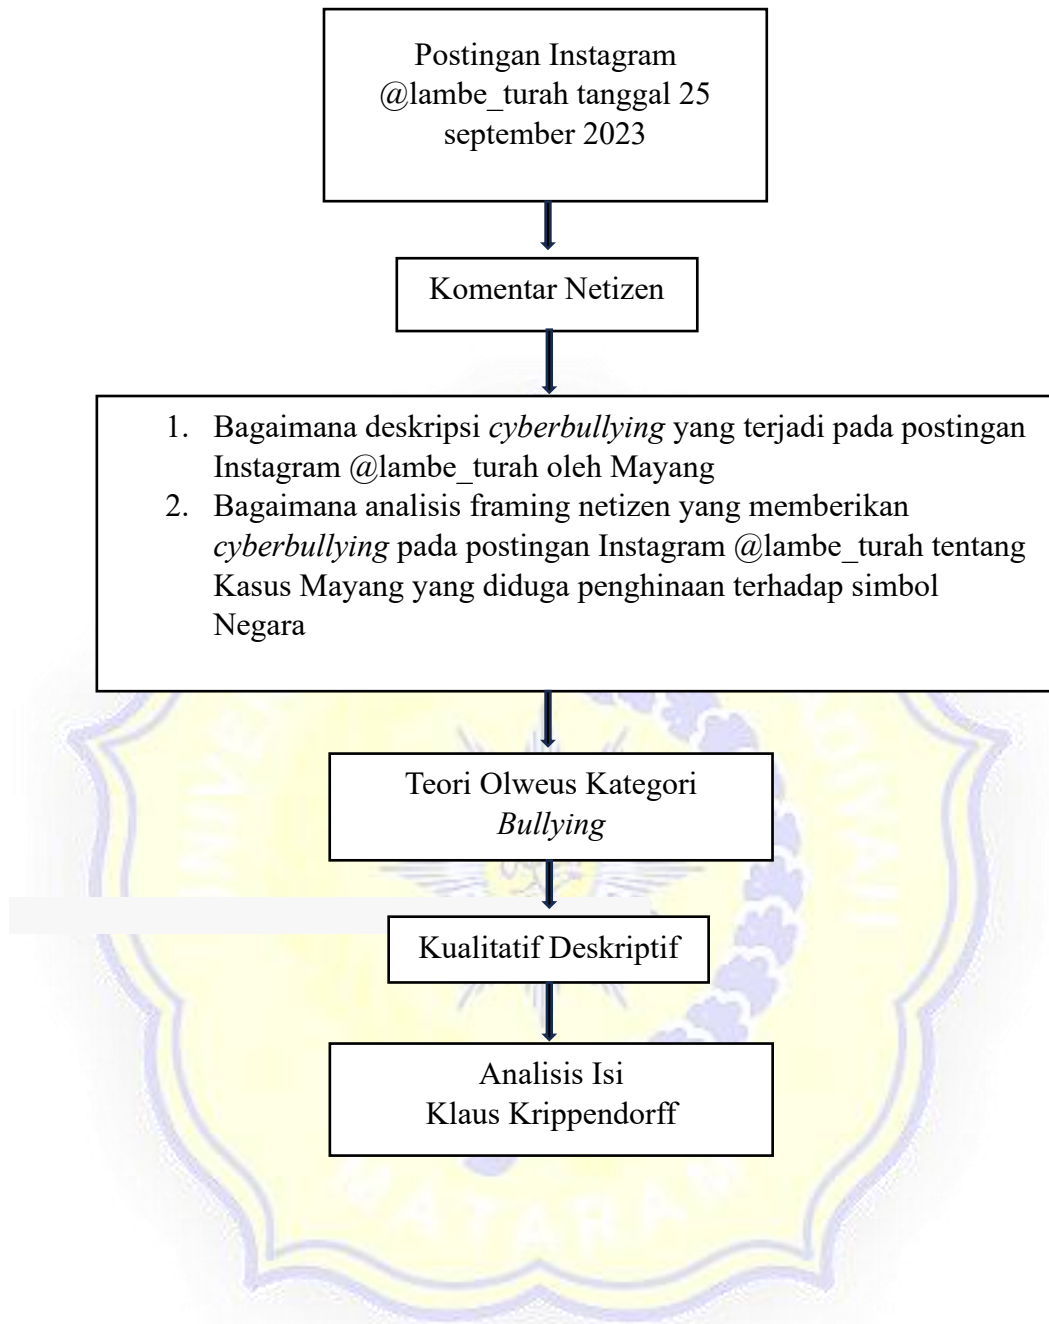 Postingan Instagram
@lambe_turah tanggal 25
september 2023
Komentar Netizen
1. Bagaimana deskripsi cyberbullying yang terjadi pada postingan
Instagram @lambe_turah oleh Mayang
2. Bagaimana analisis framing netizen yang memberikan
cyberbullying pada postingan Instagram @lambe_turah tentang
Kasus Mayang yang diduga penghinaan terhadap simbol
Negara
Teori Olweus Kategori
Bullying
Kualitatif Deskriptif
Analisis Isi
Klaus Krippendorff
MATARAM